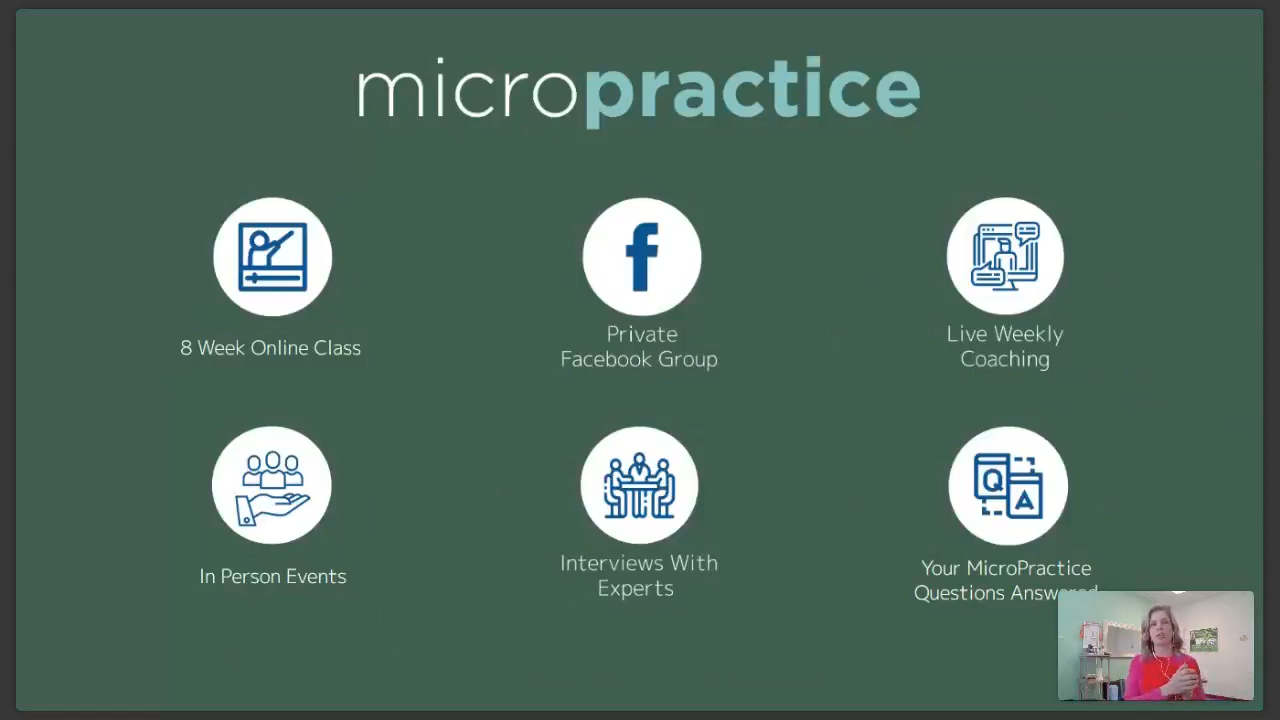 micropractice
8 Week Online Class
Private
Facebook Group
Live Weekly
Coaching
In Person Events
Interviews With
Experts
Q
A
Your MicroPractice
Questions Answered